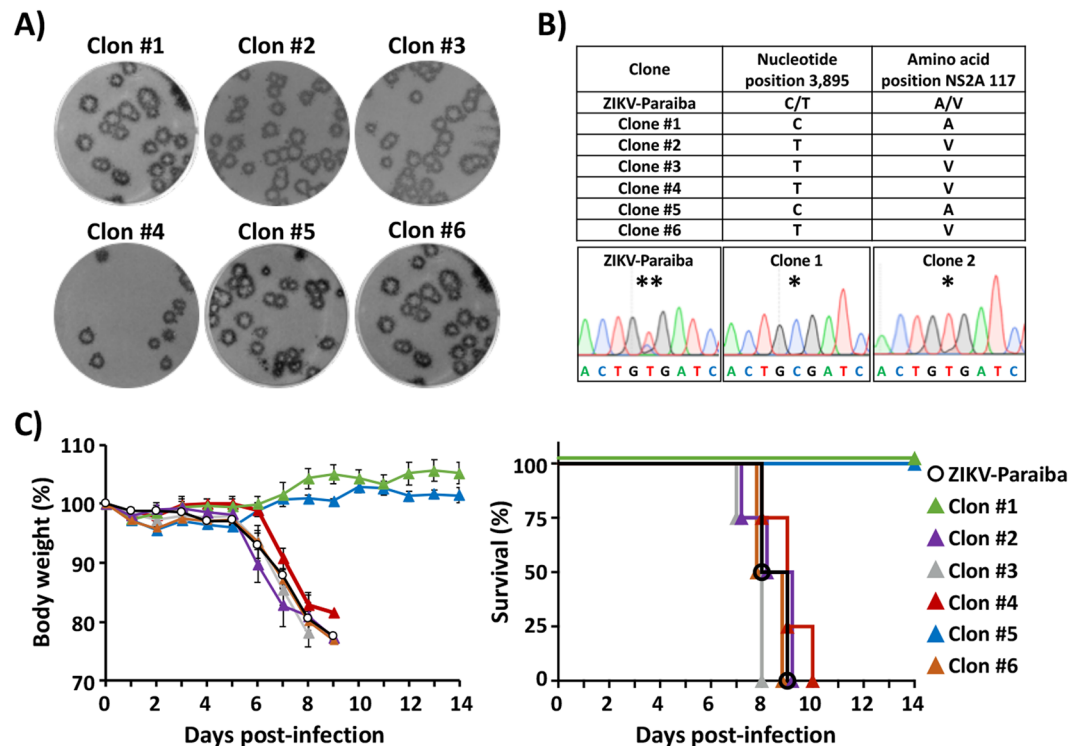 A)
Clon #1 Clon #2 Clon #3
Clon #4 Clon #5 Clon #6
B)
Clone Nucleotide position 3,895 Amino acid position NS2A 117
ZIKV-Paraiba C/T A/V
Clone #1 C A
Clone #2 T V
Clone #3 T V
Clone #4 T V
Clone #5 C A
Clone #6 T V
ZIKV-Paraiba Clone 1 Clone 2
** * *
A C T G T G A T C A C T G C G A T C A C T G T G A T C
C)
110
100
90
80
70
Body weight (%)
0 2 4 6 8 10 12 14
Days post-infection
100
75
50
25
0
Survival (%)
0 2 4 6 8 10 12 14
Days post-infection
ZIKV-Paraiba
Clon #1
Clon #2
Clon #3
Clon #4
Clon #5
Clon #6